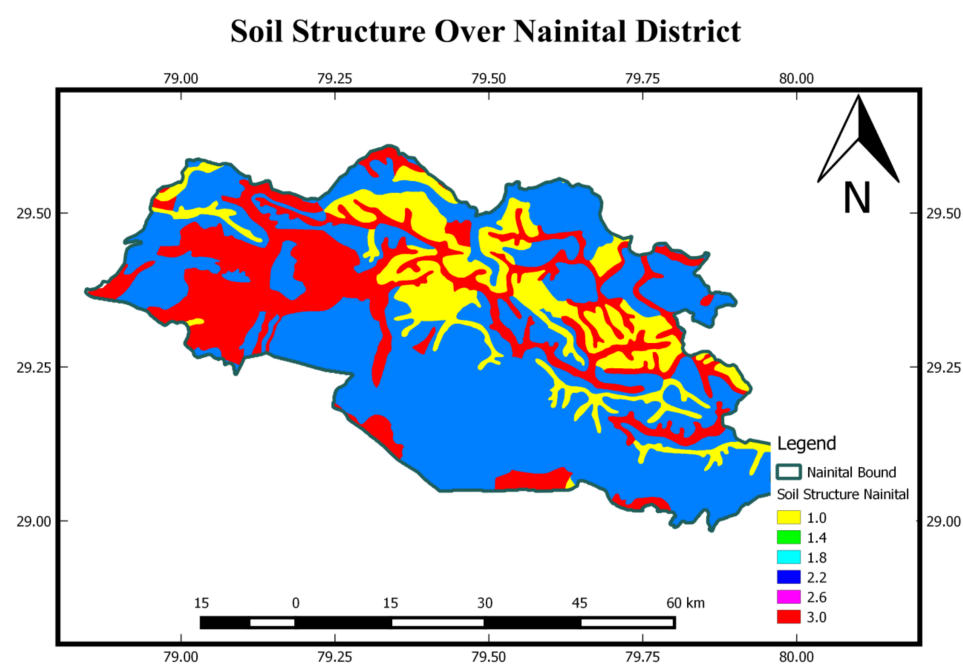 Soil Structure Over Nainital District
79.00 79.25 79.50 79.75 80.00
29.50 29.50
N
29.25 29.25
Legend
Nainital Bound
Soil Structure Nainital
1.0
29.00 29.00
1.4
1.8
2.2
2.6
3.0
15 0 15 30 45 60 km
79.00 79.25 79.50 79.75 80.00